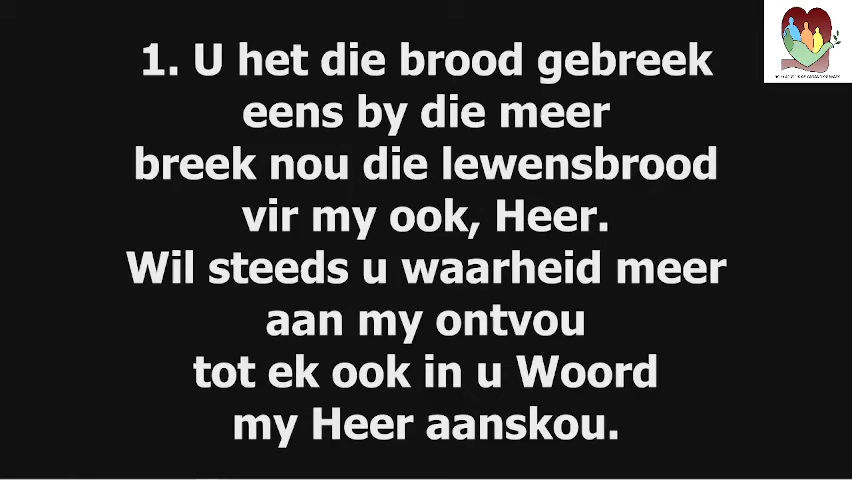 1. U het die brood gebreek
eens by die meer
breek nou die lewensbrood
vir my ook, Heer.
Wil steeds u waarheid meer
aan my ontvou
tot ek ook in u Woord
my Heer aanskou.